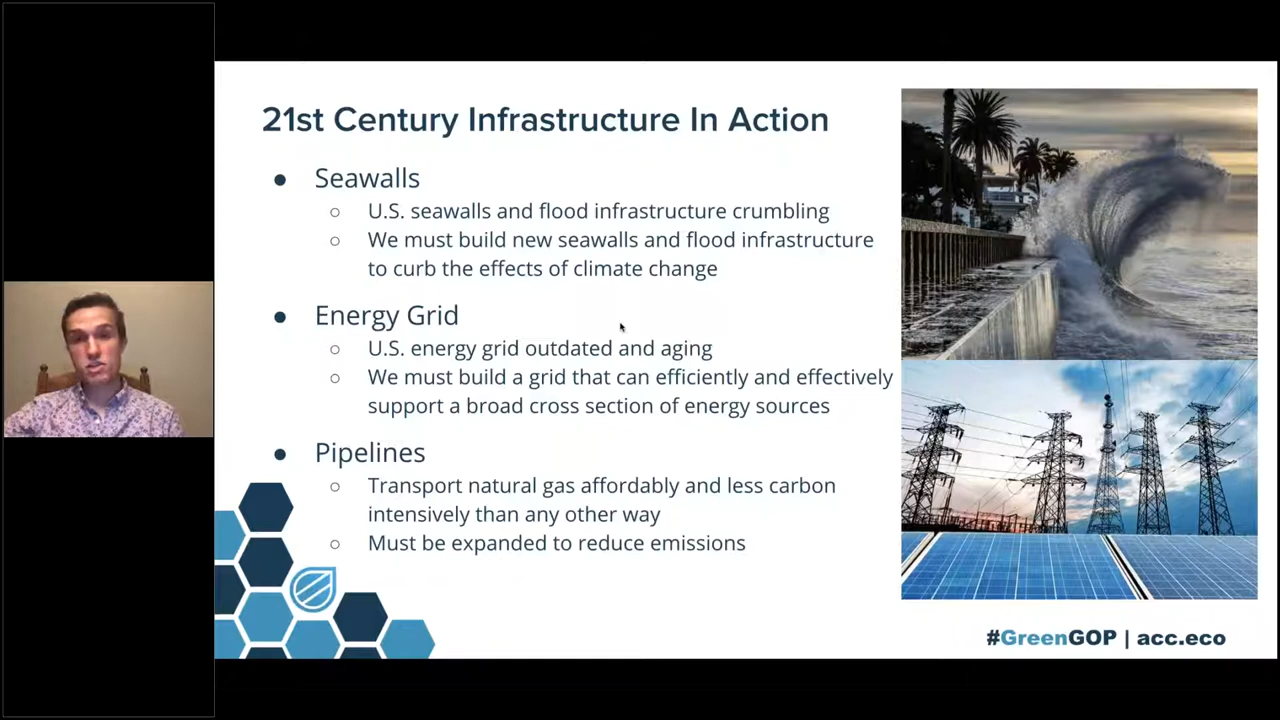 21st Century Infrastructure In Action
● Seawalls
○ U.S. seawalls and flood infrastructure crumbling
○ We must build new seawalls and flood infrastructure
to curb the effects of climate change
● Energy Grid
○ U.S. energy grid outdated and aging
○ We must build a grid that can efficiently and effectively
support a broad cross section of energy sources
● Pipelines
○ Transport natural gas affordably and less carbon
intensively than any other way
○ Must be expanded to reduce emissions
#GreenGOP | acc.eco